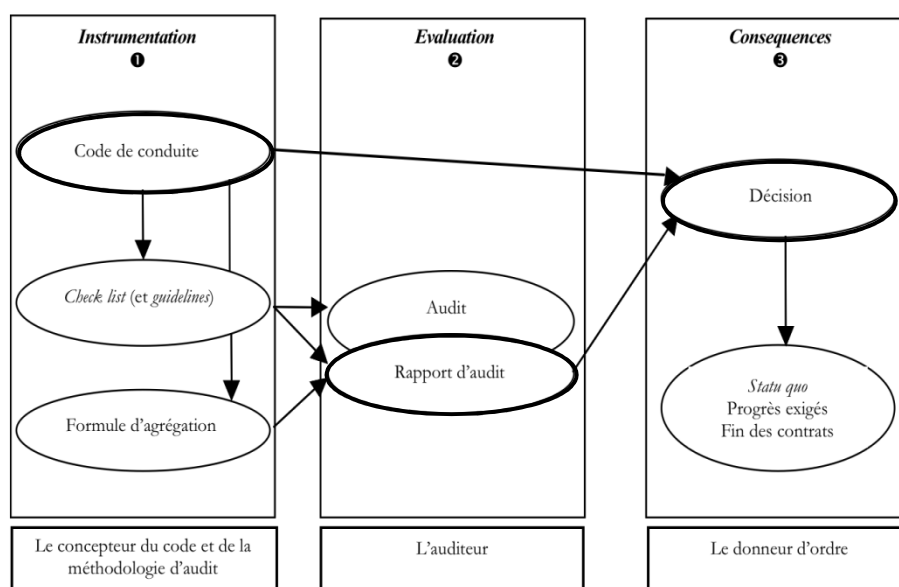 Instrumentation
❶
Code de conduite
Check list (et guidelines)
Formule d'agrégation
Le concepteur du code et de la
méthodologie d'audit
Evaluation
❷
Audit
Rapport d'audit
L'auditeur
Consequences
❸
Décision
Statu quo
Progrès exigés
Fin des contrats
Le donneur d'ordre